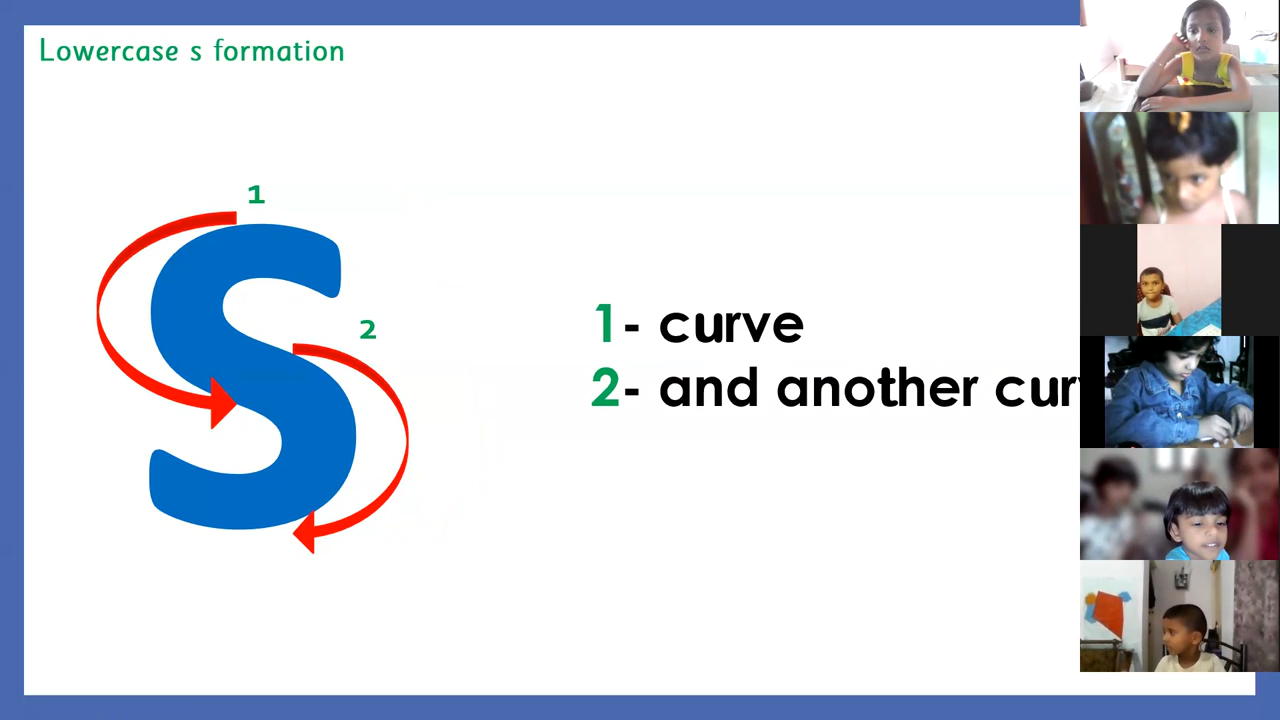 Lowercase s formation
1
s
2
1- curve
2- and another cur